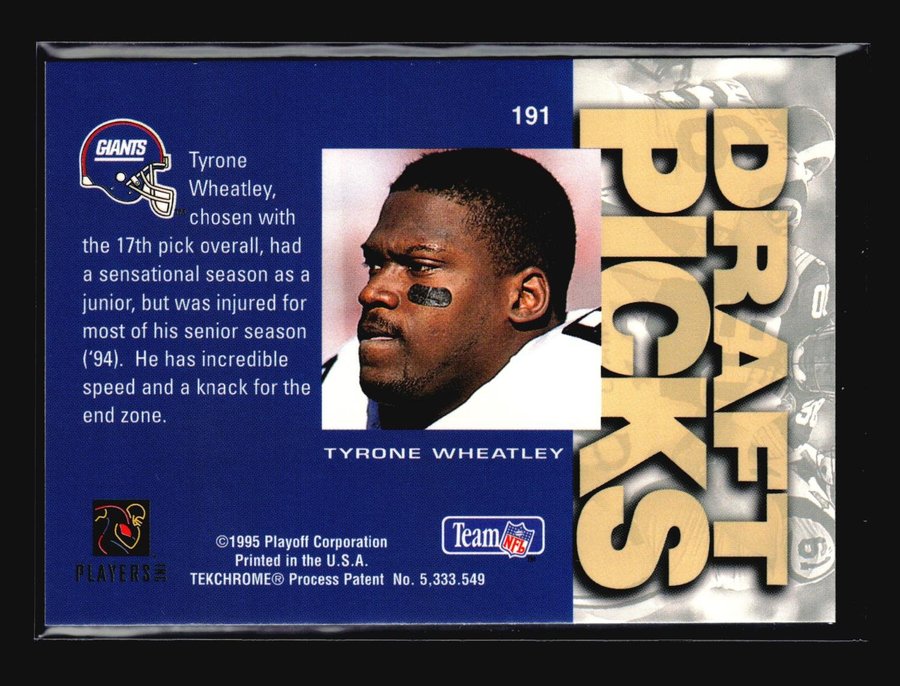 191
GIANTS
Tyrone
Wheatley,
chosen with
the 17th pick overall, had
a sensational season as a
junior, but was injured for
most of his senior season
('94). He has incredible
speed and a knack for the
end zone.
TYRONE WHEATLEY
DRAFT
PICKS
PLAYERS INC
©1995 Playoff Corporation
Printed in the U.S.A.
TEKCHROME® Process Patent No. 5,333.549
Team NFL
61